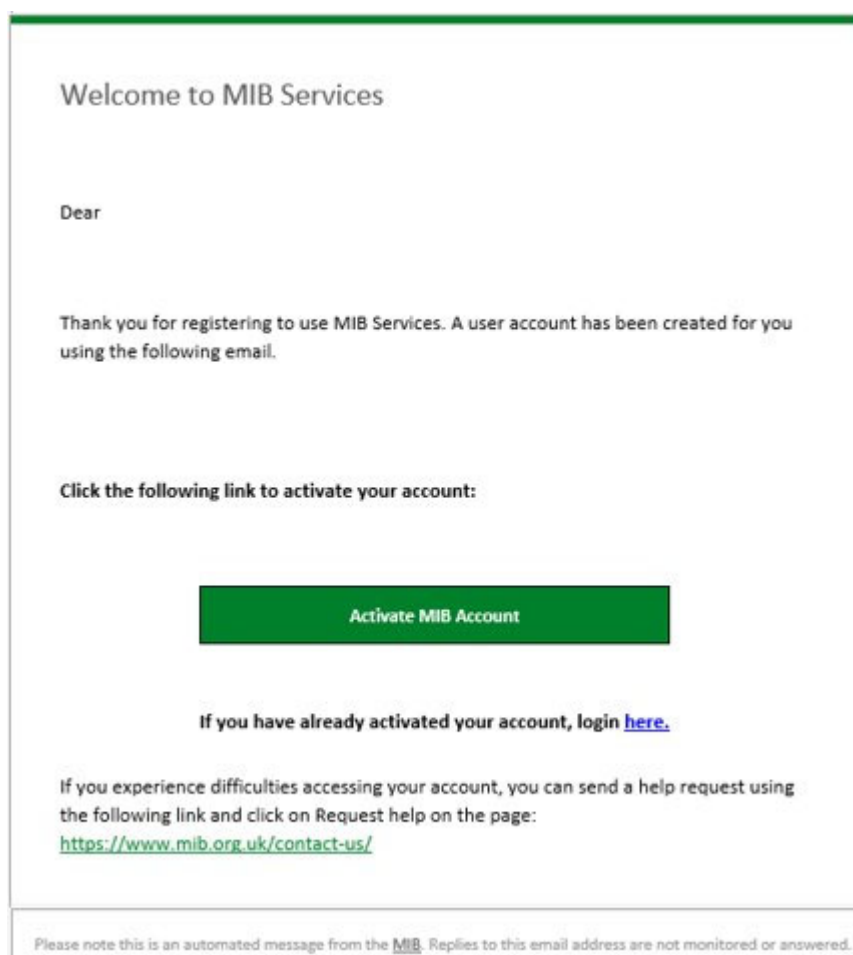 Welcome to MIB Services
Dear
Thank you for registering to use MIB Services. A user account has been created for you
using the following email.
Click the following link to activate your account:
Activate MIB Account
If you have already activated your account, login here.
If you experience difficulties accessing your account, you can send a help request using
the following link and click on Request help on the page:
https://www.mib.org.uk/contact-us/
Please note this is an automated message from the MIB. Replies to this email address are not monitored or answered.